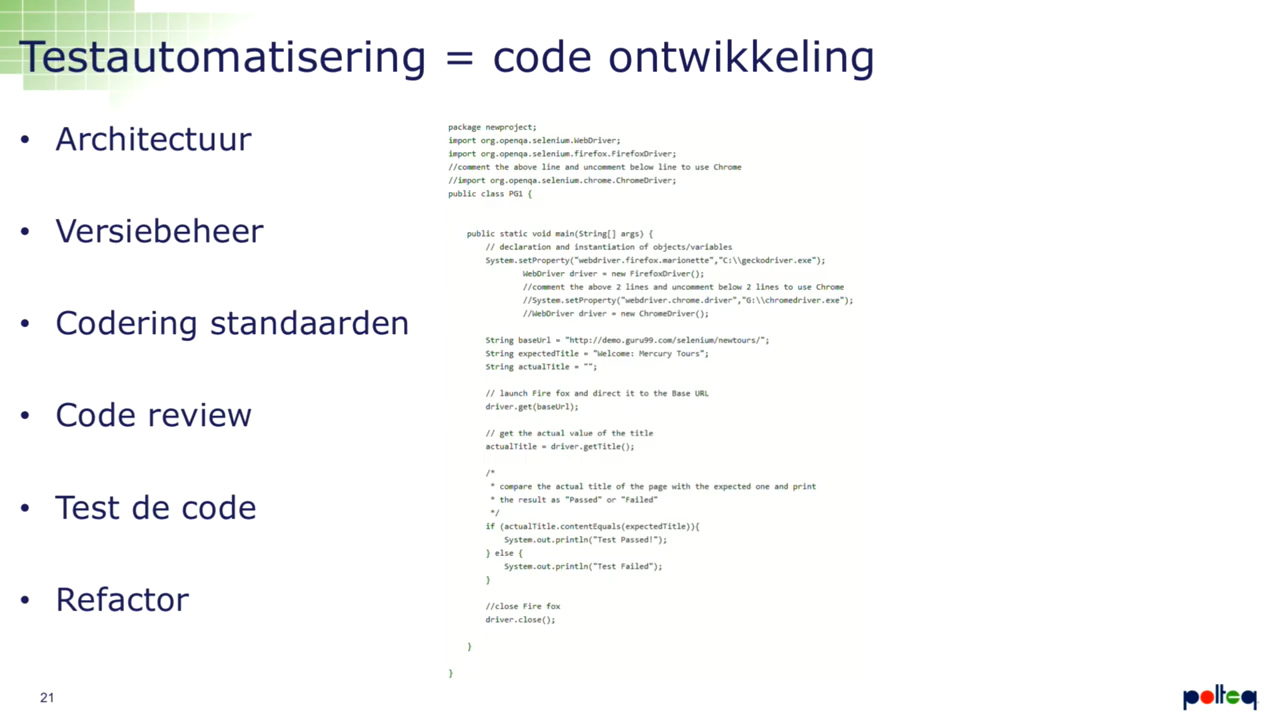 Testautomatisering = code ontwikkeling
• Architectuur
• Versiebeheer
• Codering standaarden
• Code review
• Test de code
• Refactor
package newproject;
import org.openqa.selenium.WebDriver;
import org.openqa.selenium.firefox.FirefoxDriver;
//comment the above line and uncomment below line to use Chrome
//import org.openqa.selenium.chrome.ChromeDriver;
public class PG1 {
public static void main(String[] args) {
// declaration and instantiation of objects/variables
System.setProperty("webdriver.firefox.marionette","C:\\geckodriver.exe");
WebDriver driver = new FirefoxDriver();
//comment the above 2 lines and uncomment below 2 lines to use Chrome
//System.setProperty("webdriver.chrome.driver","G:\\chromedriver.exe");
//WebDriver driver = new ChromeDriver();
String baseUrl = "http://demo.guru99.com/selenium/newtours/";
String expectedTitle = "Welcome: Mercury Tours";
String actualTitle = "";
// launch Fire fox and direct it to the Base URL
driver.get(baseUrl);
// get the actual value of the title
actualTitle = driver.getTitle();
/*
* compare the actual title of the page with the expected one and print
* the result as "Passed" or "Failed"
*/
if (actualTitle.contentEquals(expectedTitle)){
System.out.println("Test Passed!");
} else {
System.out.println("Test Failed");
}
//close Fire fox
driver.close();
}
}
21
polteq